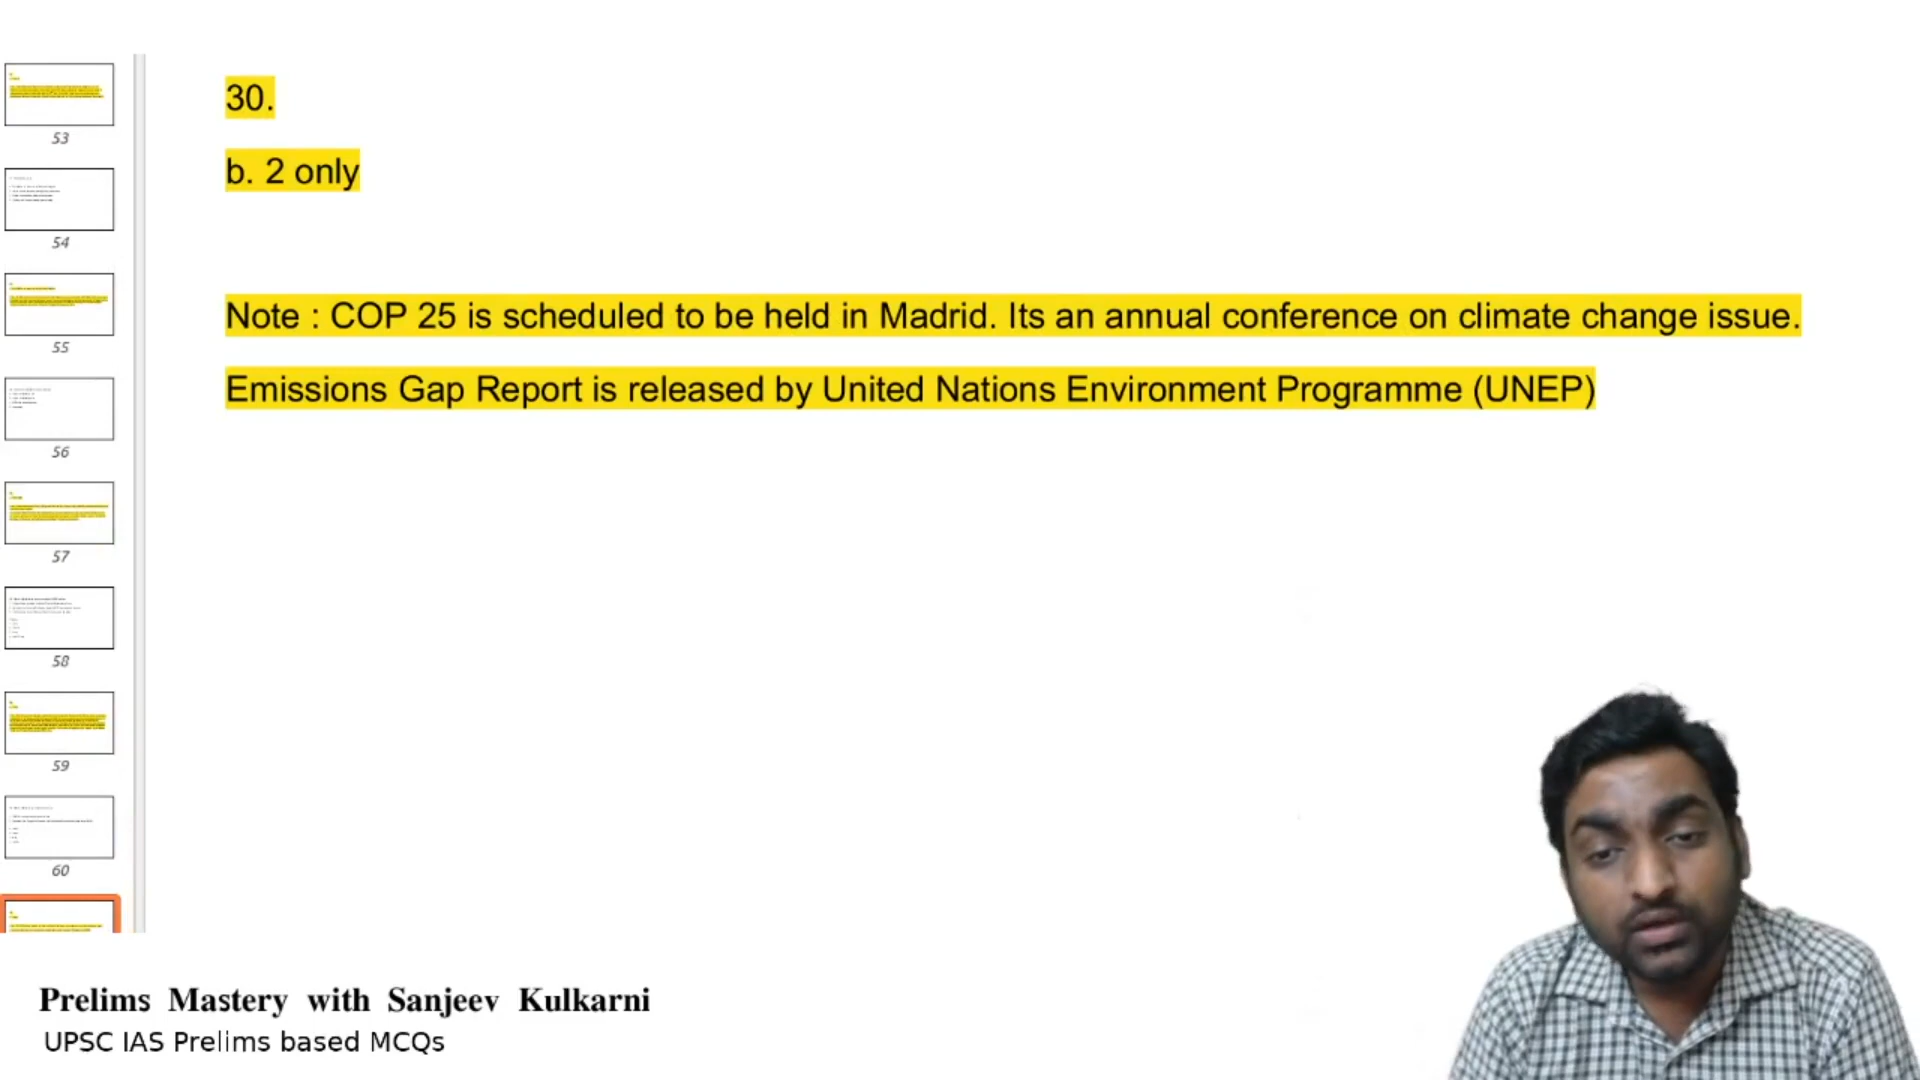 30.
b. 2 only
Note : COP 25 is scheduled to be held in Madrid. Its an annual conference on climate change issue.
Emissions Gap Report is released by United Nations Environment Programme (UNEP)
53
54
55
56
57
58
59
60
Prelims Mastery with Sanjeev Kulkarni
UPSC IAS Prelims based MCQs